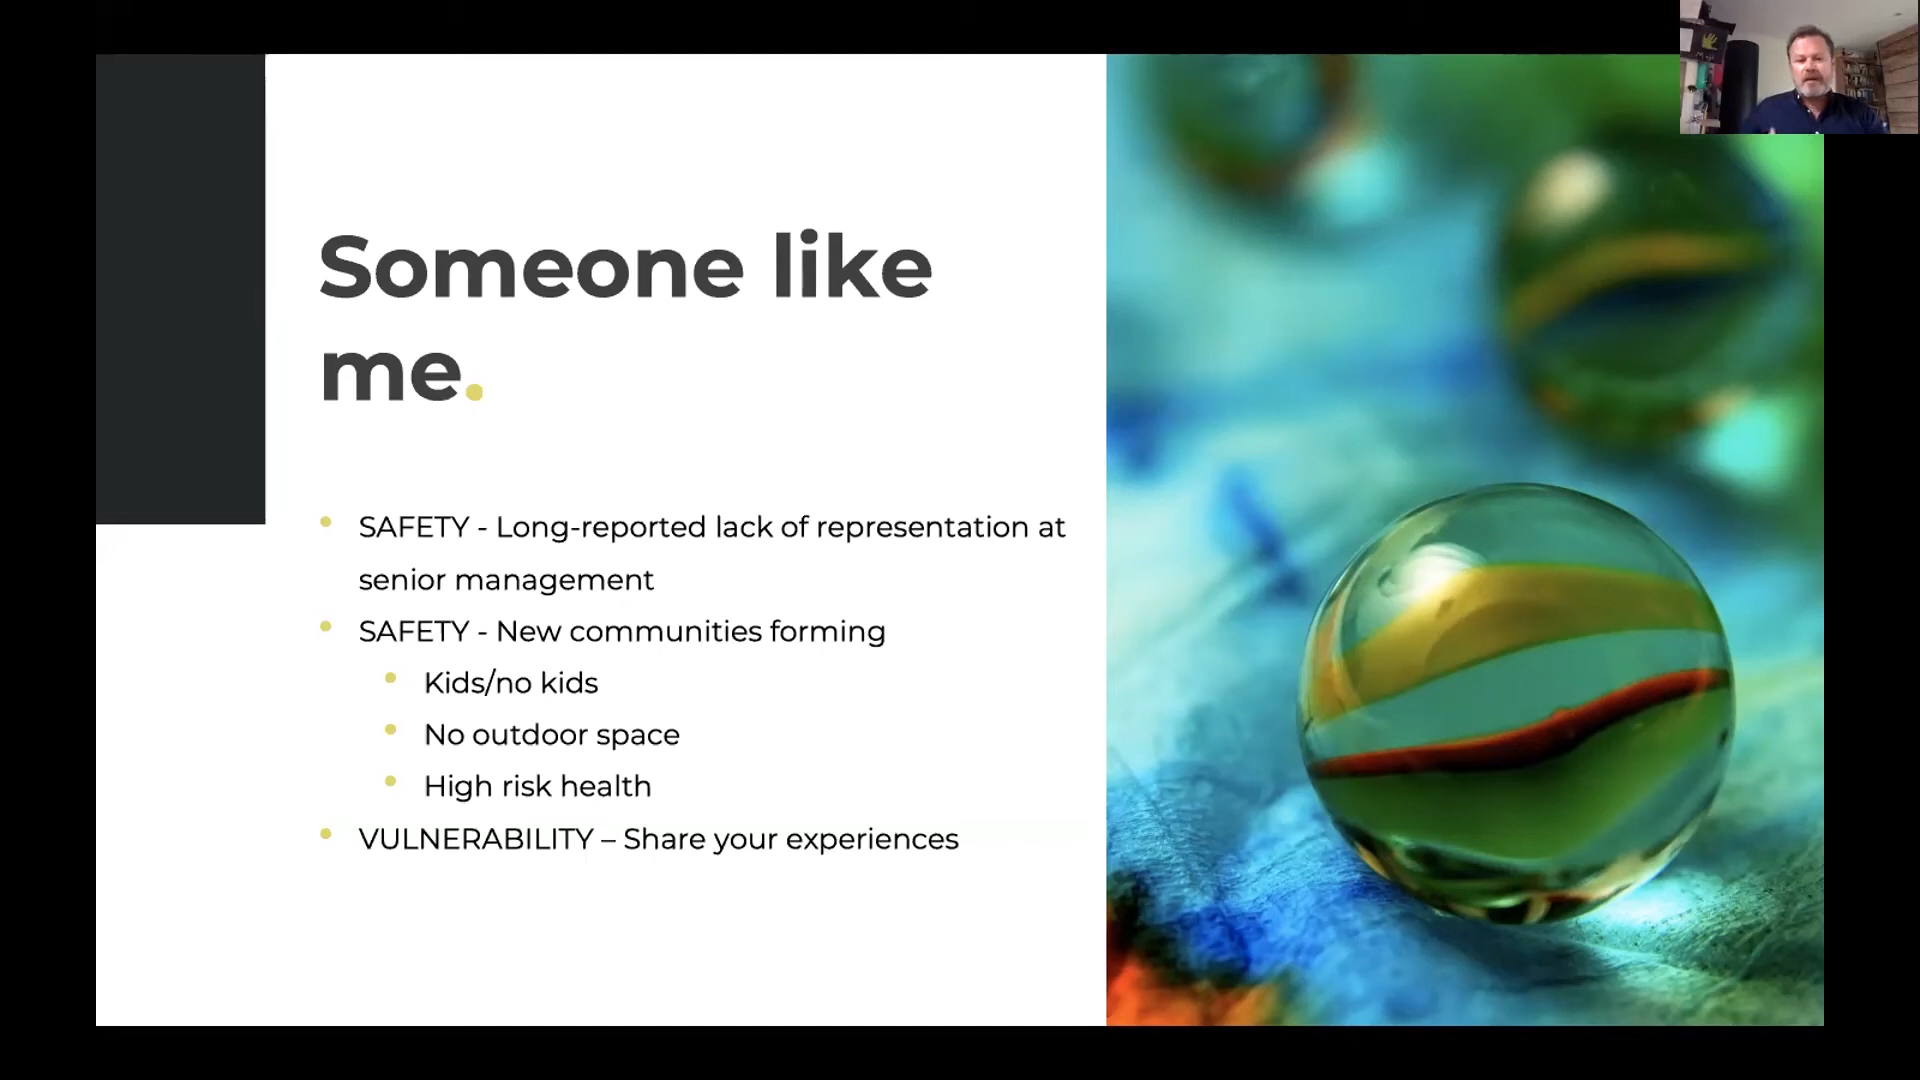 Someone like
me.
SAFETY - Long-reported lack of representation at
senior management
SAFETY - New communities forming
Kids/no kids
No outdoor space
High risk health
VULNERABILITY – Share your experiences